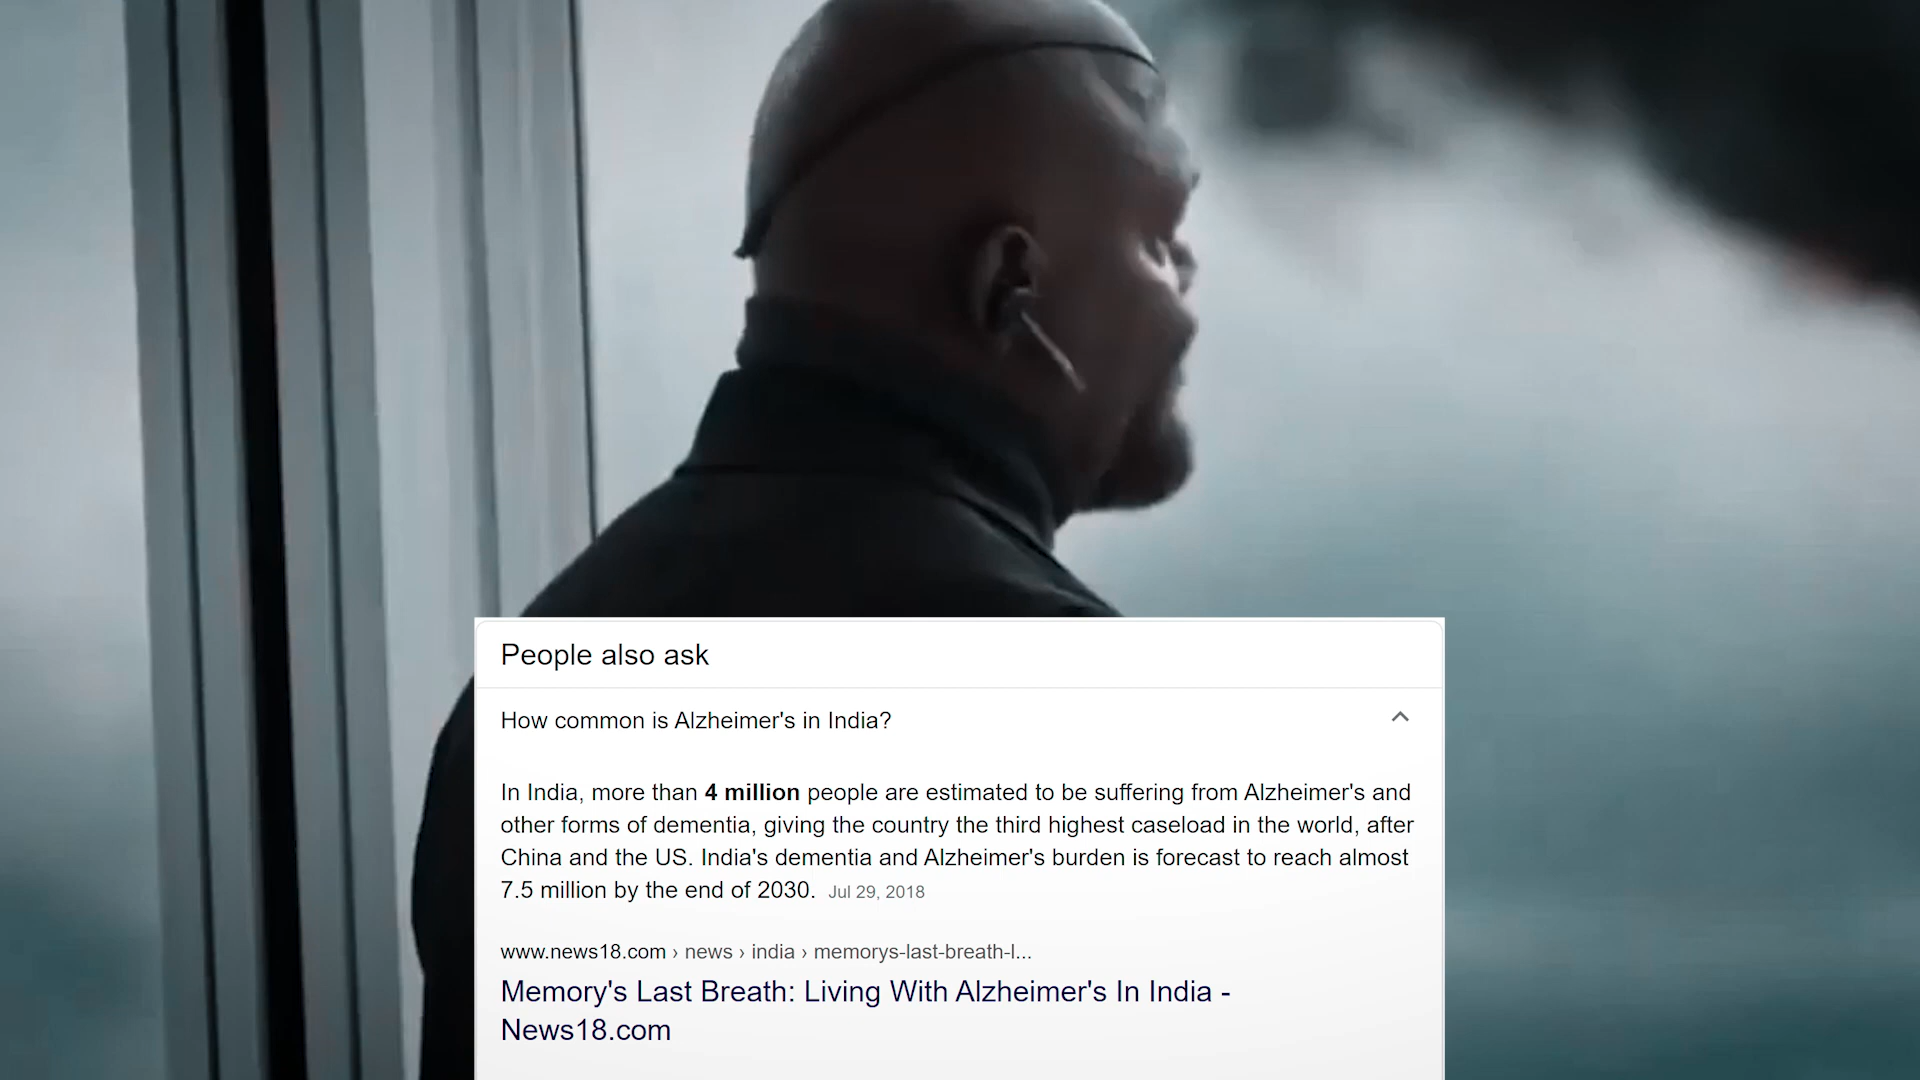 People also ask
How common is Alzheimer's in India?
In India, more than 4 million people are estimated to be suffering from Alzheimer's and
other forms of dementia, giving the country the third highest caseload in the world, after
China and the US. India's dementia and Alzheimer's burden is forecast to reach almost
7.5 million by the end of 2030. Jul 29, 2018
www.news18.com › news › india › memorys-last-breath-l...
Memory's Last Breath: Living With Alzheimer's In India -
News18.com